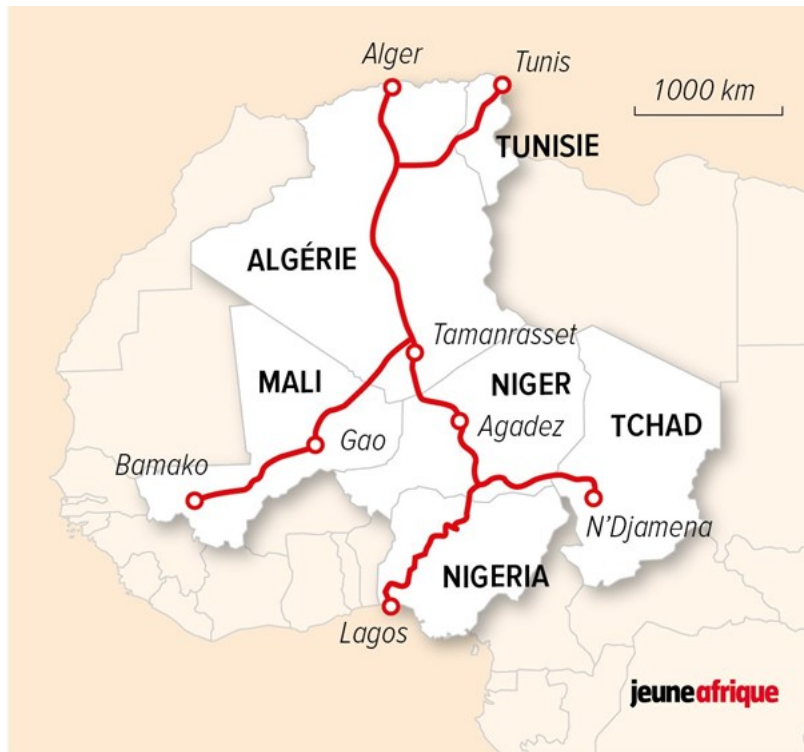 Alger
Tunis
1000 km
TUNISIE
ALGÉRIE
Tamanrasset
MALI
NIGER
TCHAD
Gao
Agadez
Bamako
N'Djamena
NIGERIA
Lagos
jeuneafrique